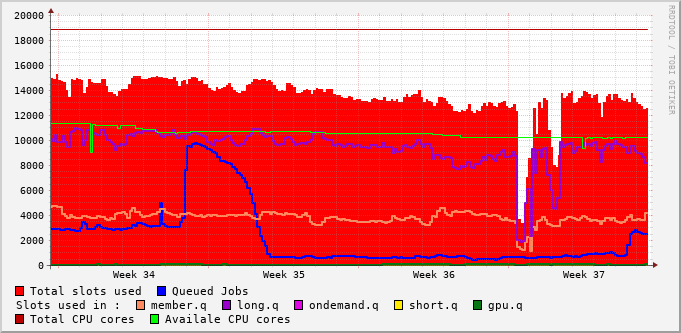 RRDTOOL / TOBI OETIKER
20000
18000
16000
14000
12000
10000
8000
6000
4000
2000
0
Week 34 Week 35 Week 36 Week 37
Total slots used Queued Jobs
Slots used in : member.q long.q ondemand.q short.q gpu.q
Total CPU cores Availale CPU cores